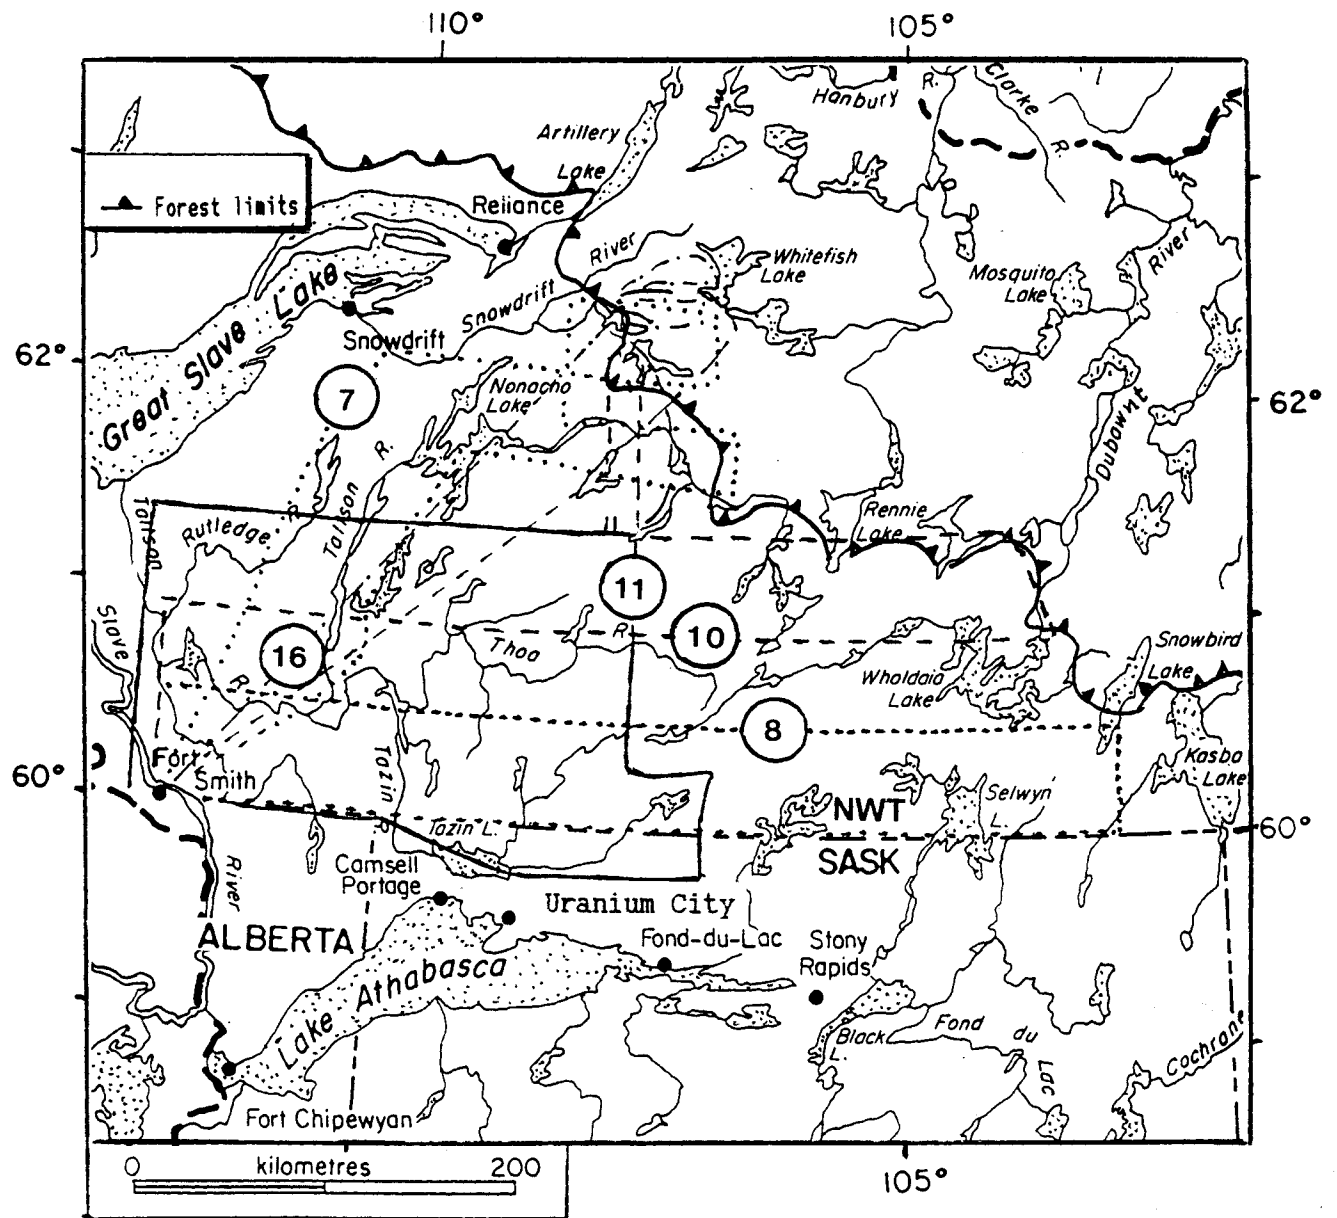 110°
105°
Hanbury
R.
Clarke
R.
Artillery
Lake
Forest limits
Reliance
River
Whitefish
Lake
Mosquito
Lake
River
Great Slave Lake
Snowdrift
Snowdrift
62°
62°
7
Nonacho
Lake
Dubawnt
R.
Taltson
Taltson
Rutledge
R.
Rennie
Lake
11
10
R.
Slave
16
Thoa
Snowbird
Lake
Wholdaia
Lake
R.
8
Fort
Smith
60°
Tazin
R.
Kasba
Lake
Selwyn
L.
NWT
60°
SASK
Tazin L.
Camsell
Portage
River
Uranium City
ALBERTA
Fond-du-Lac
Stony
Rapids
Lake Athabasca
Black
L.
Fond du Lac
Cochrane
Fort Chipewyan
0 kilometres 200
105°